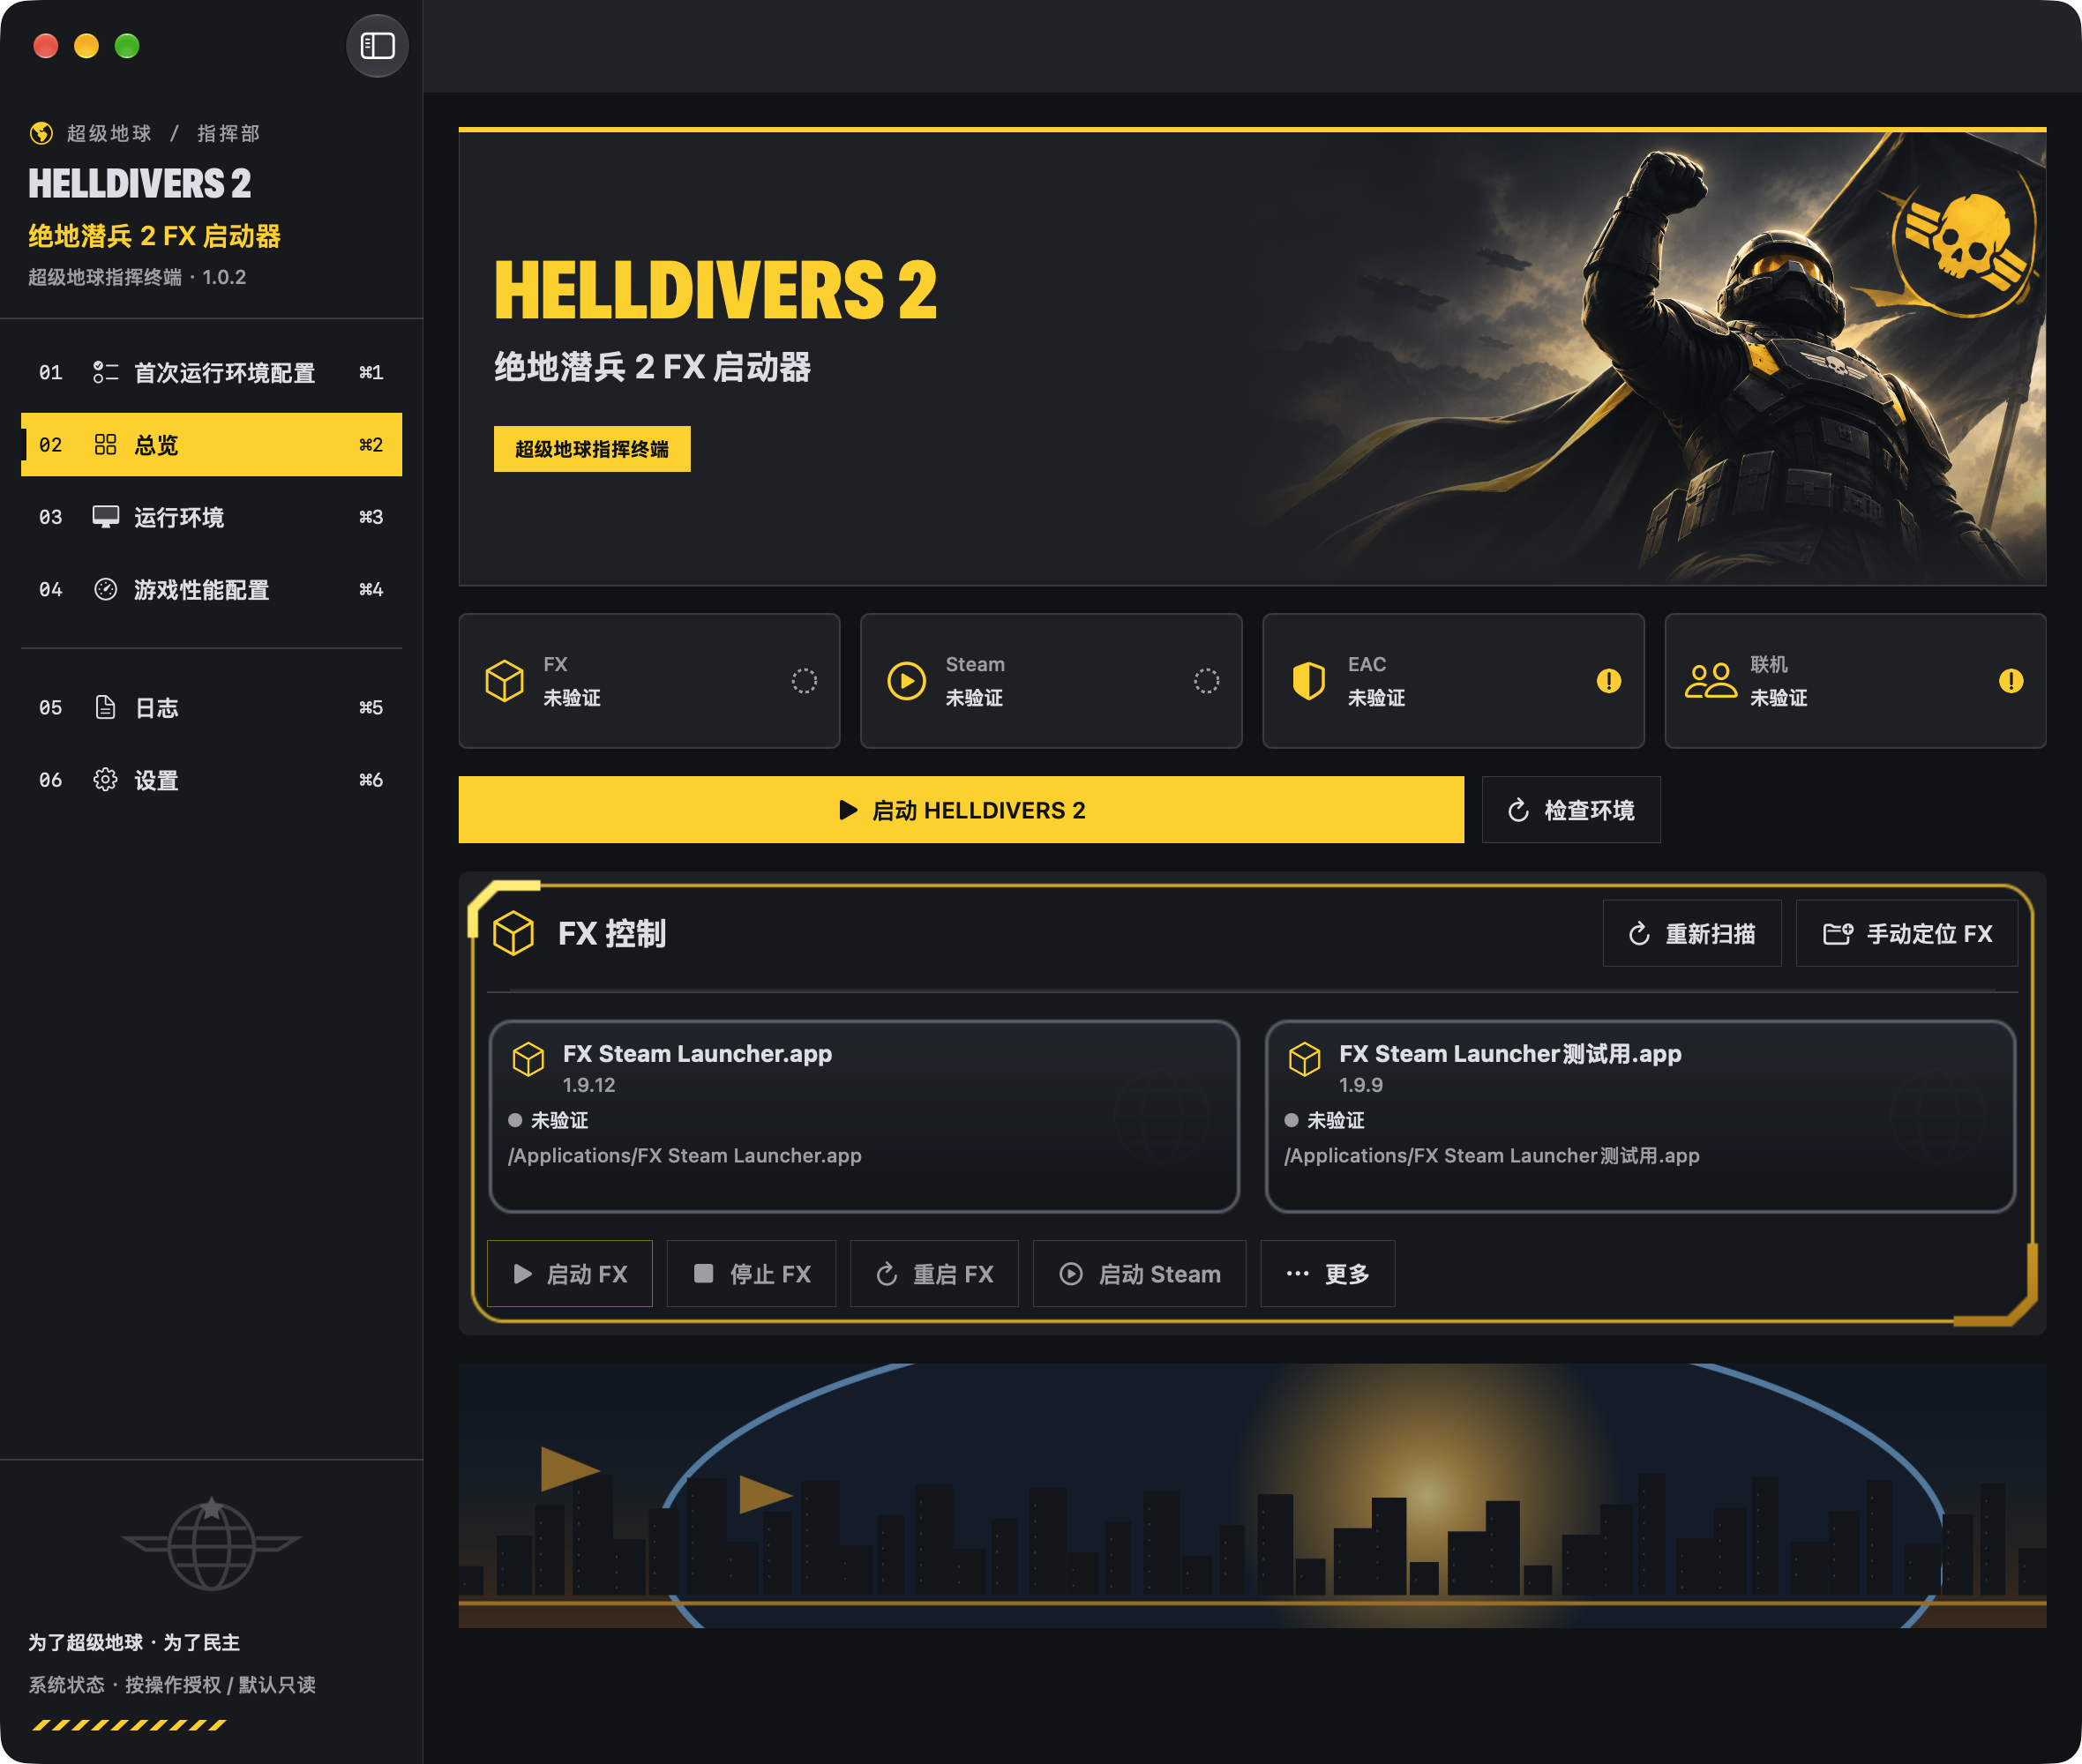 超级地球 / 指挥部
HELLDIVERS 2
绝地潜兵 2 FX 启动器
超级地球指挥终端 · 1.0.2
01 首次运行环境配置 ⌘1
02 总览 ⌘2
03 运行环境 ⌘3
04 游戏性能配置 ⌘4
05 日志 ⌘5
06 设置 ⌘6
为了超级地球 · 为了民主
系统状态 · 按操作授权 / 默认只读
HELLDIVERS 2
绝地潜兵 2 FX 启动器
超级地球指挥终端
FX
未验证
Steam
未验证
EAC
未验证
联机
未验证
启动 HELLDIVERS 2
检查环境
FX 控制
重新扫描
手动定位 FX
FX Steam Launcher.app
1.9.12
未验证
/Applications/FX Steam Launcher.app
FX Steam Launcher测试用.app
1.9.9
未验证
/Applications/FX Steam Launcher测试用.app
启动 FX
停止 FX
重启 FX
启动 Steam
更多